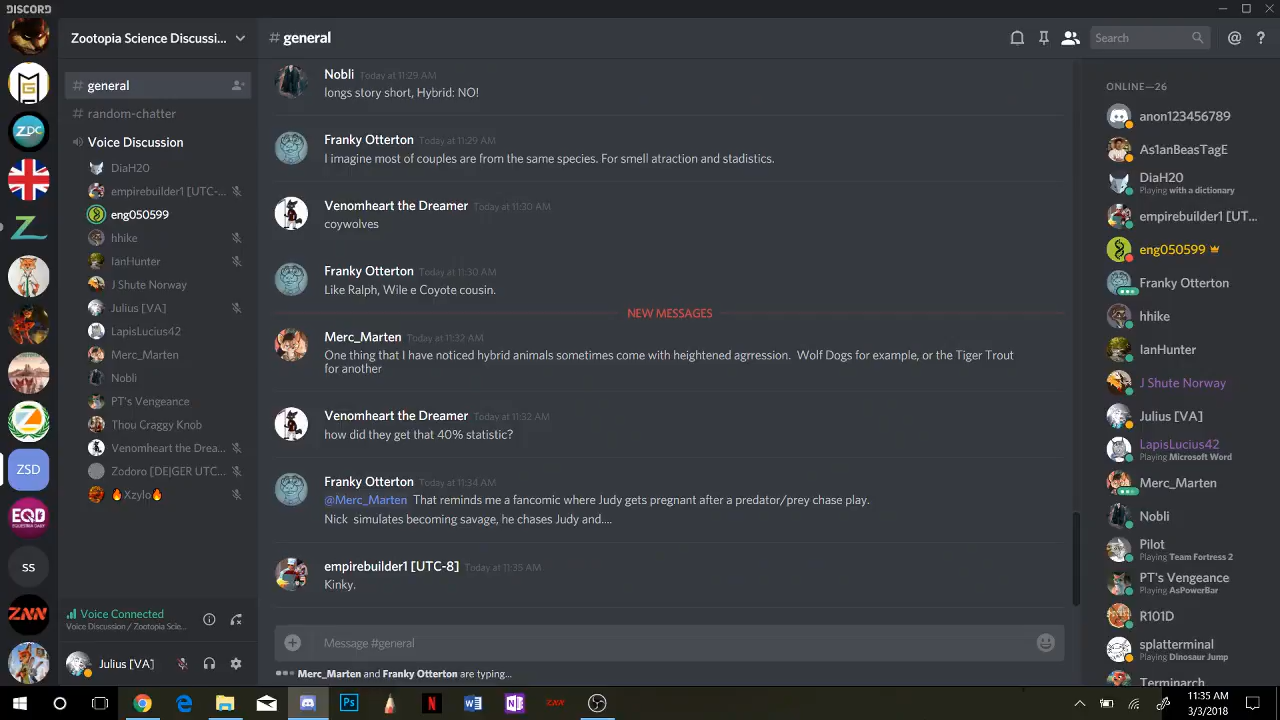 DISCORD
Zootopia Science Discussi...
# general
Search
@
?
# general
# random-chatter
Voice Discussion
DiaH20
empirebuilder1 [UTC-...
eng050599
hhike
IanHunter
J Shute Norway
Julius [VA]
LapisLucius42
Merc_Marten
Nobli
PT's Vengeance
Thou Craggy Knob
Venomheart the Drea...
Zodoro [DE|GER UTC...
🔥Xzylo🔥
Voice Connected
Voice Discussion / Zootopia Scie...
Julius [VA]
ZDC
ZSD
EQD
EQUESTRIA DAILY
ss
ZNN
Nobli Today at 11:29 AM
longs story short, Hybrid: NO!
Franky Otterton Today at 11:29 AM
I imagine most of couples are from the same species. For smell atraction and stadistics.
Venomheart the Dreamer Today at 11:30 AM
coywolves
Franky Otterton Today at 11:30 AM
Like Ralph, Wile e Coyote cousin.
NEW MESSAGES
Merc_Marten Today at 11:32 AM
One thing that I have noticed hybrid animals sometimes come with heightened agrression. Wolf Dogs for example, or the Tiger Trout
for another
Venomheart the Dreamer Today at 11:32 AM
how did they get that 40% statistic?
Franky Otterton Today at 11:34 AM
@Merc_Marten That reminds me a fancomic where Judy gets pregnant after a predator/prey chase play.
Nick simulates becoming savage, he chases Judy and....
empirebuilder1 [UTC-8] Today at 11:35 AM
Kinky.
Message #general
Merc_Marten and Franky Otterton are typing...
ONLINE—26
anon123456789
As1anBeasTagE
DiaH20
Playing with a dictionary
empirebuilder1 [UT...
eng050599
Franky Otterton
hhike
IanHunter
J Shute Norway
Julius [VA]
LapisLucius42
Playing Microsoft Word
Merc_Marten
Nobli
Pilot
Playing Team Fortress 2
PT's Vengeance
Playing AsPowerBar
R101D
splatternimal
Playing Dinosaur Jump
Terminarch
Ps
N
W
N
ZNN
11:35 AM
3/3/2018